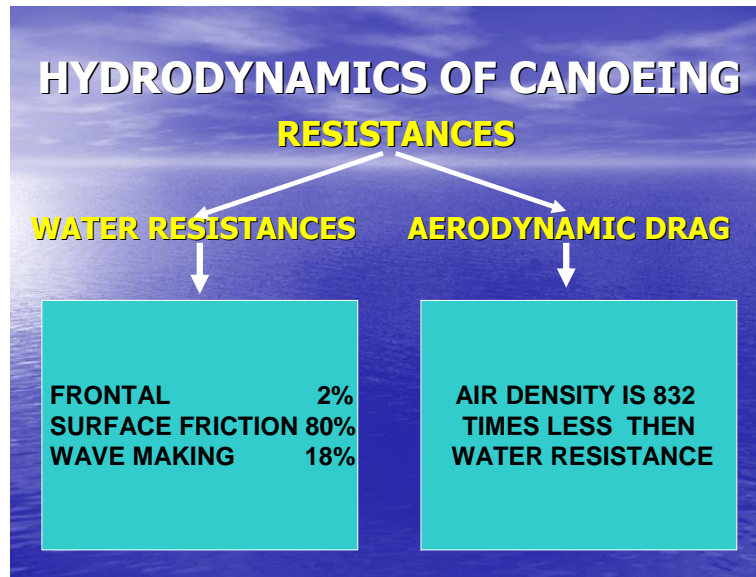 HYDRODYNAMICS OF CANOEING
RESISTANCES
WATER RESISTANCES
AERODYNAMIC DRAG
FRONTAL 2%
SURFACE FRICTION 80%
WAVE MAKING 18%
AIR DENSITY IS 832
TIMES LESS THEN
WATER RESISTANCE